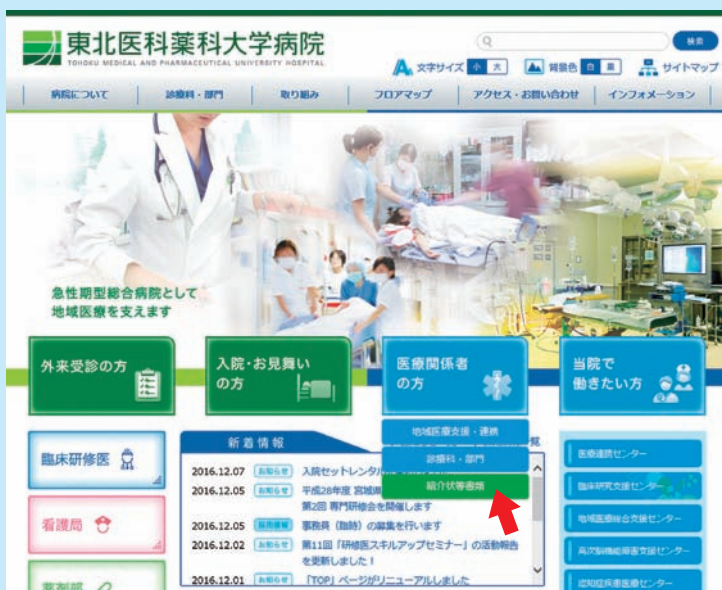 東北医科薬科大学病院
TOHOKU MEDICAL AND PHARMACEUTICAL UNIVERSITY HOSPITAL
検索
文字サイズ 小 大 背景色 白 黒 サイトマップ
病院について 診療科・部門 取り組み フロアマップ アクセス・お問い合わせ インフォメーション
急性期型総合病院として
地域医療を支えます
外来受診の方
入院・お見舞い
の方
医療関係者
の方
当院で
働きたい方
地域医療支援・連携
診療科・部門
紹介状等書類
臨床研修医
看護局
薬剤部
新着情報
覧
2016.12.07 お知らせ 入院セットレンタル
2016.12.05 お知らせ 平成28年度 宮城県
第2回 専門研修会を開催します
2016.12.05 採用情報 事務員（臨時）の募集を行います
2016.12.02 お知らせ 第11回「研修医スキルアップセミナー」の活動報告
を更新しました！
2016.12.01 お知らせ 「TOP」ページがリニューアルしました
医療連携センター
臨床研究支援センター
地域医療総合支援センター
高次脳機能障害支援センター
認知症疾患医療センター